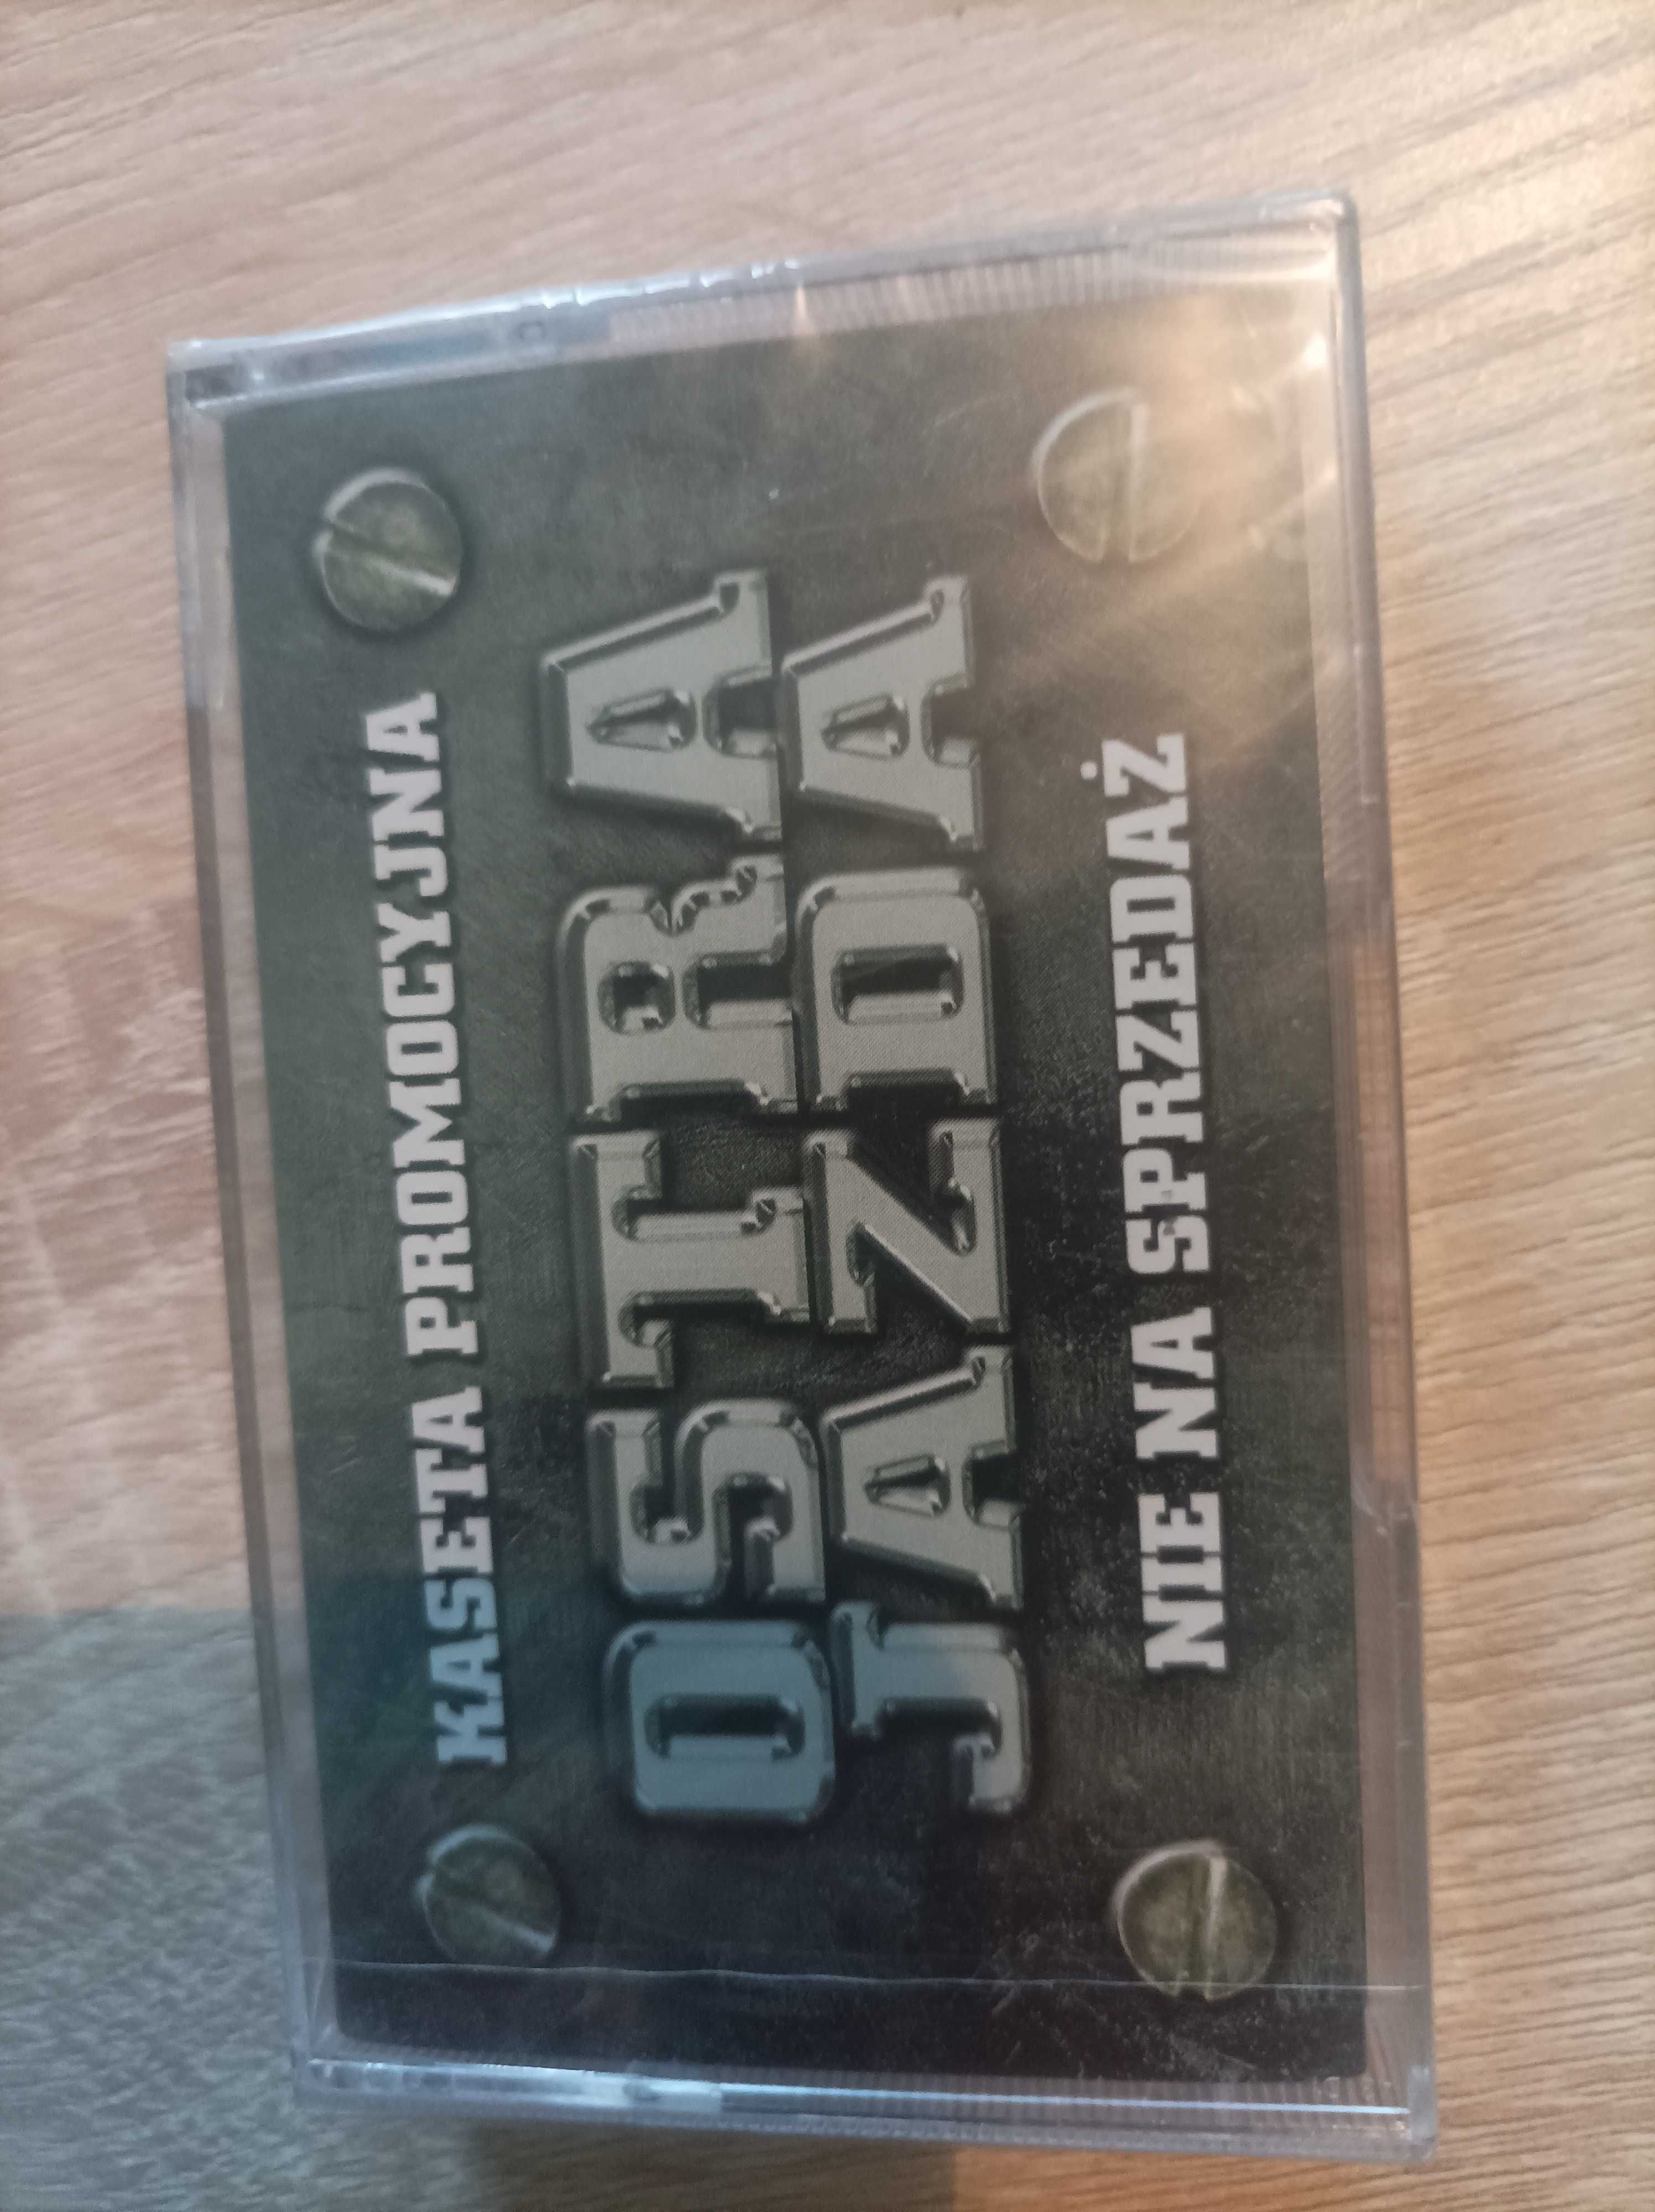 KASETA PROMOCYJNA
OSTRA
JAZDA
NIE NA SPRZEDAŻ